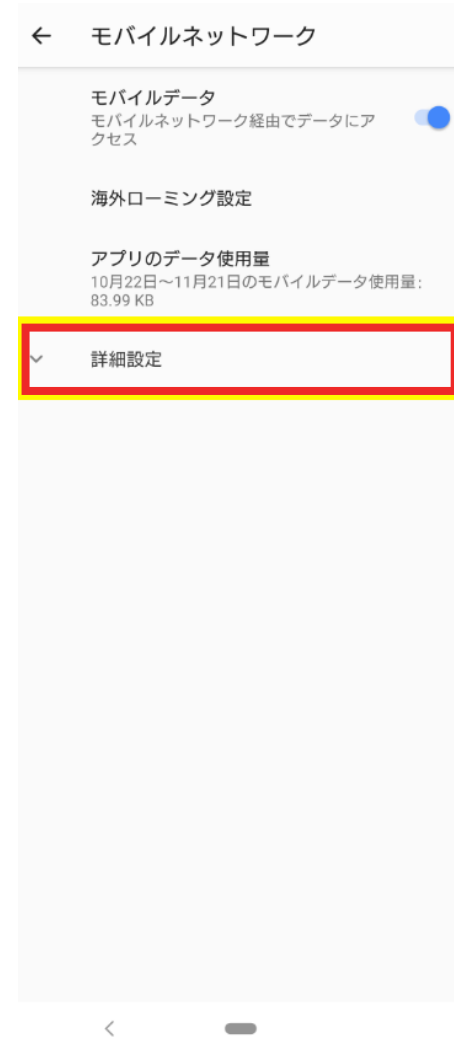 モバイルネットワーク
モバイルデータ
モバイルネットワーク経由でデータにア
クセス
海外ローミング設定
アプリのデータ使用量
10月22日～11月21日のモバイルデータ使用量:
83.99 KB
詳細設定